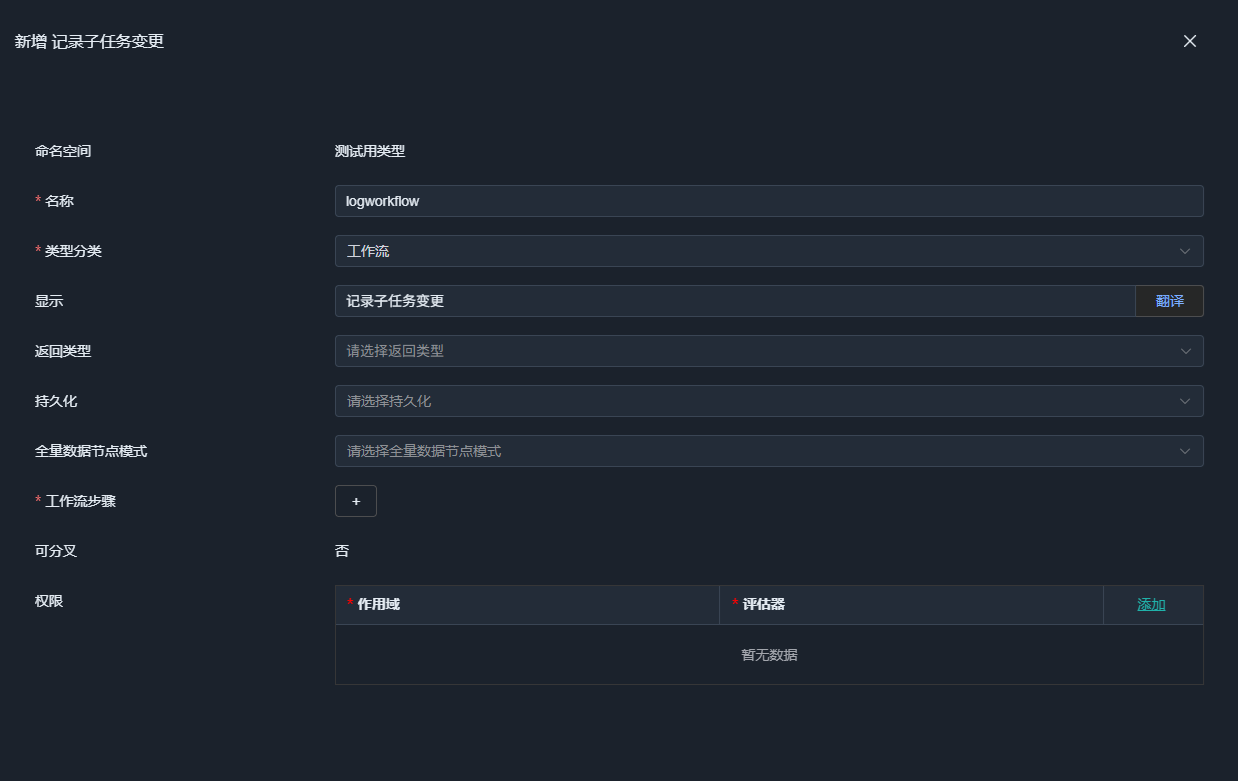 新增 记录子任务变更
命名空间 测试用类型
* 名称 logworkflow
* 类型分类 工作流
显示 记录子任务变更 翻译
返回类型 请选择返回类型
持久化 请选择持久化
全量数据节点模式 请选择全量数据节点模式
* 工作流步骤 +
可分叉 否
权限 * 作用域 * 评估器 添加
暂无数据